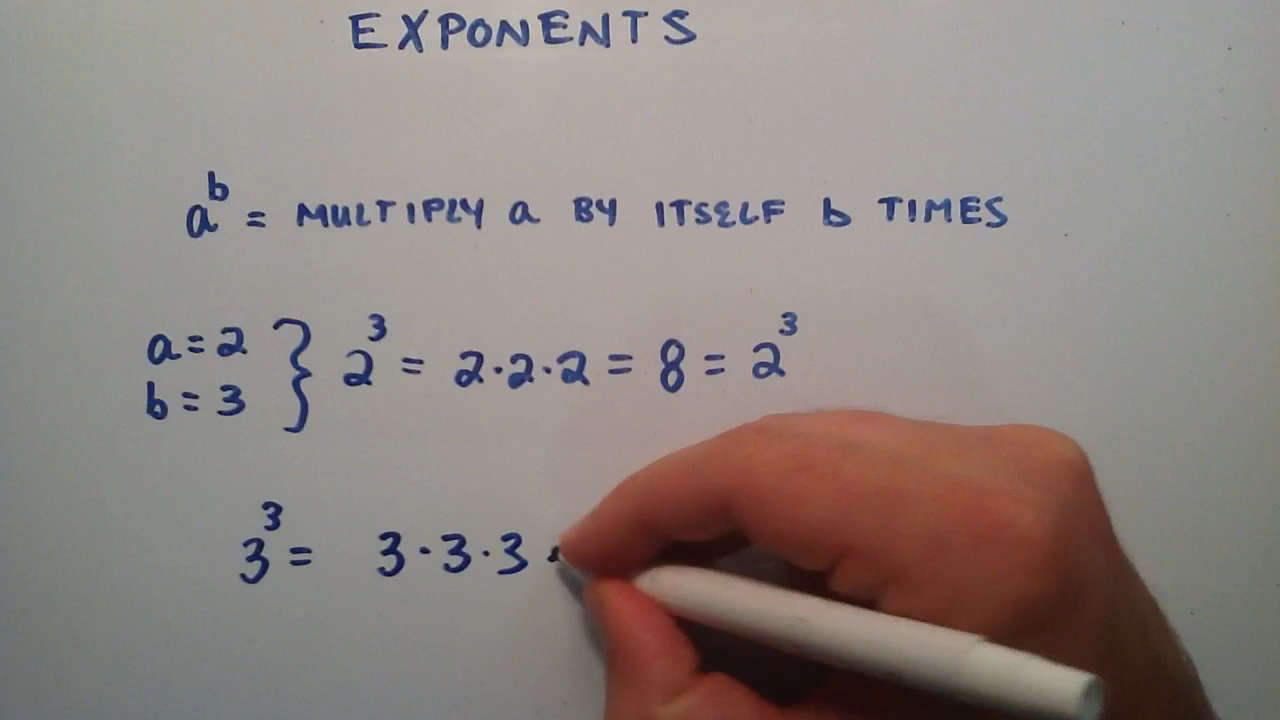 EXPONENTS
a^b = MULTIPLY a BY ITSELF b TIMES
a = 2
b = 3 } 2^3 = 2·2·2 = 8 = 2^3
3^3 = 3·3·3